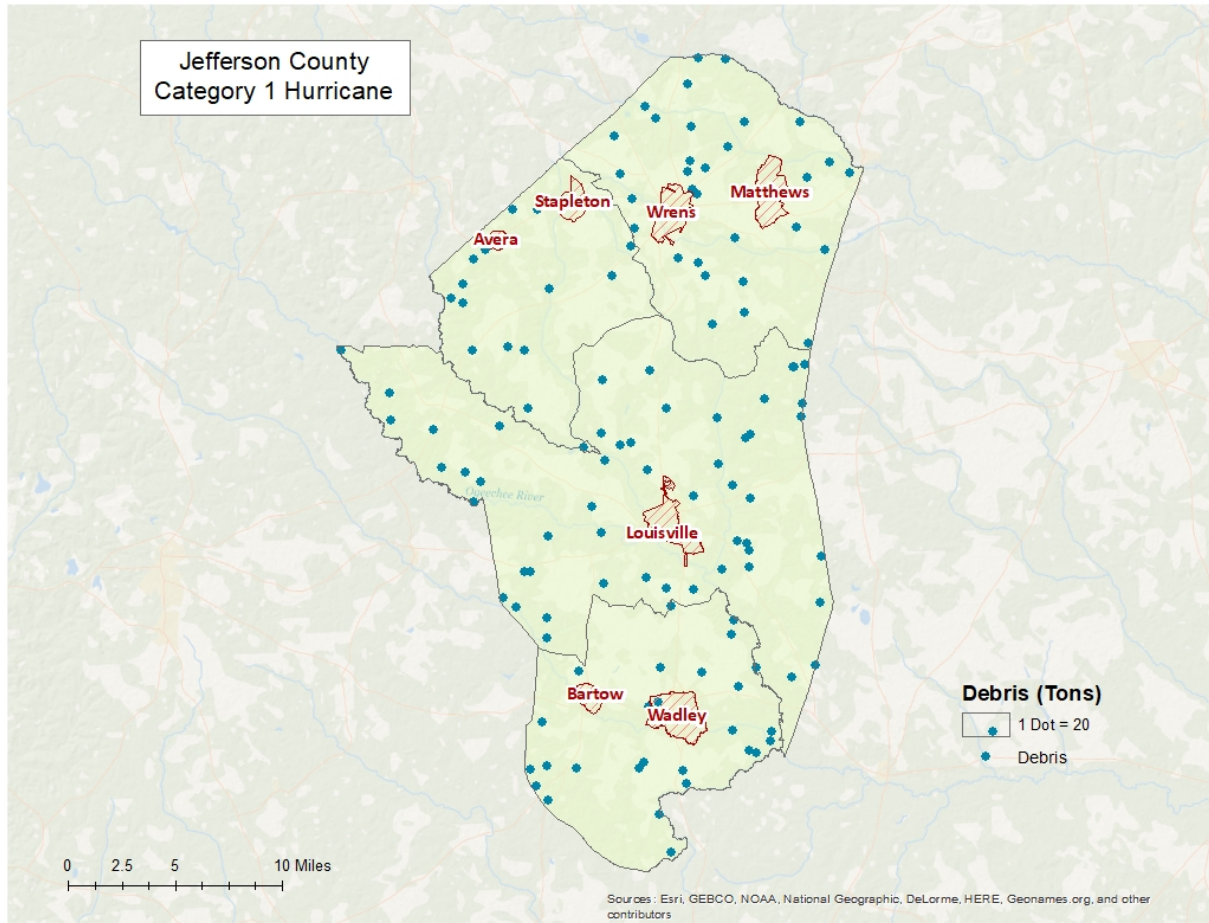 Jefferson County
Category 1 Hurricane
Stapleton
Matthews
Wrens
Avera
Ogeechee River
Louisville
Bartow
Wadley
Debris (Tons)
1 Dot = 20
Debris
0 2.5 5 10 Miles
Sources: Esri, GEBCO, NOAA, National Geographic, DeLorme, HERE, Geonames.org, and other
contributors